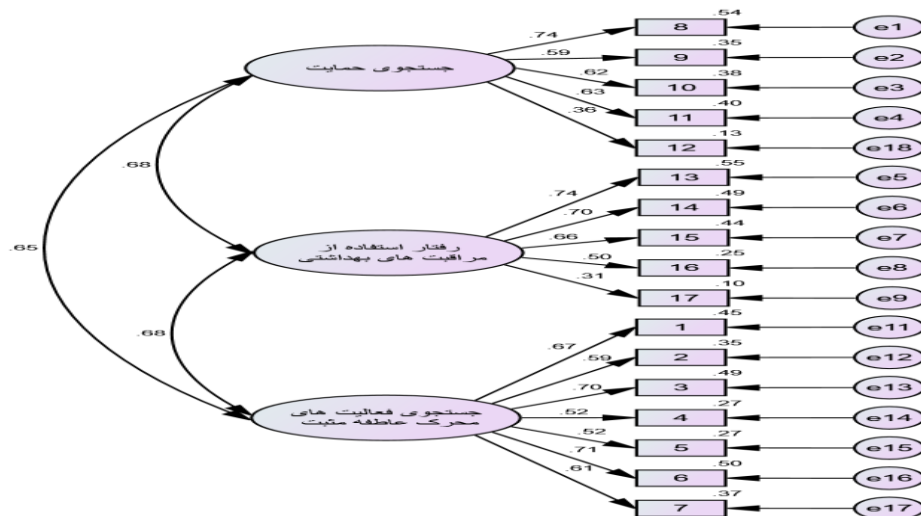 .54
.74
8
e1
.35
.59
9
e2
.38
.62
10
e3
جستجوی حمایت
.63
.40
11
e4
.36
.13
12
e18
.55
.68
13
e5
.74
.49
.70
14
e6
.44
.66
15
e7
.65
رفتار استفاده از
مراقبت های بهداشتی
.50
.25
16
e8
.31
.10
17
e9
.45
.68
.67
1
e11
.35
.59
2
e12
.49
.70
3
e13
جستجوی فعالیت های
محرک عاطفه مثبت
.27
.52
4
e14
.27
.52
5
e15
.50
.71
6
e16
.37
.61
7
e17